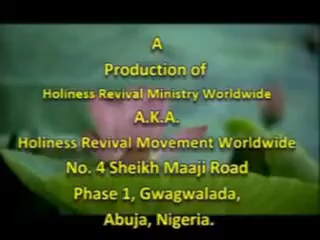 A
Production of
Holiness Revival Ministry Worldwide
A.K.A.
Holiness Revival Movement Worldwide
No. 4 Sheikh Maaji Road
Phase 1, Gwagwalada,
Abuja, Nigeria.